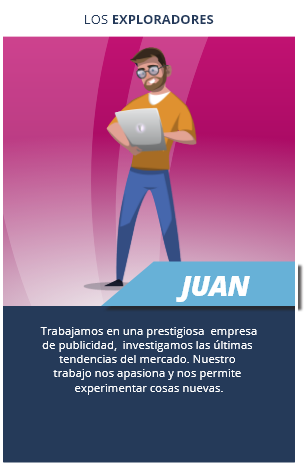 LOS EXPLORADORES
JUAN
Trabajamos en una prestigiosa empresa
de publicidad, investigamos las últimas
tendencias del mercado. Nuestro
trabajo nos apasiona y nos permite
experimentar cosas nuevas.